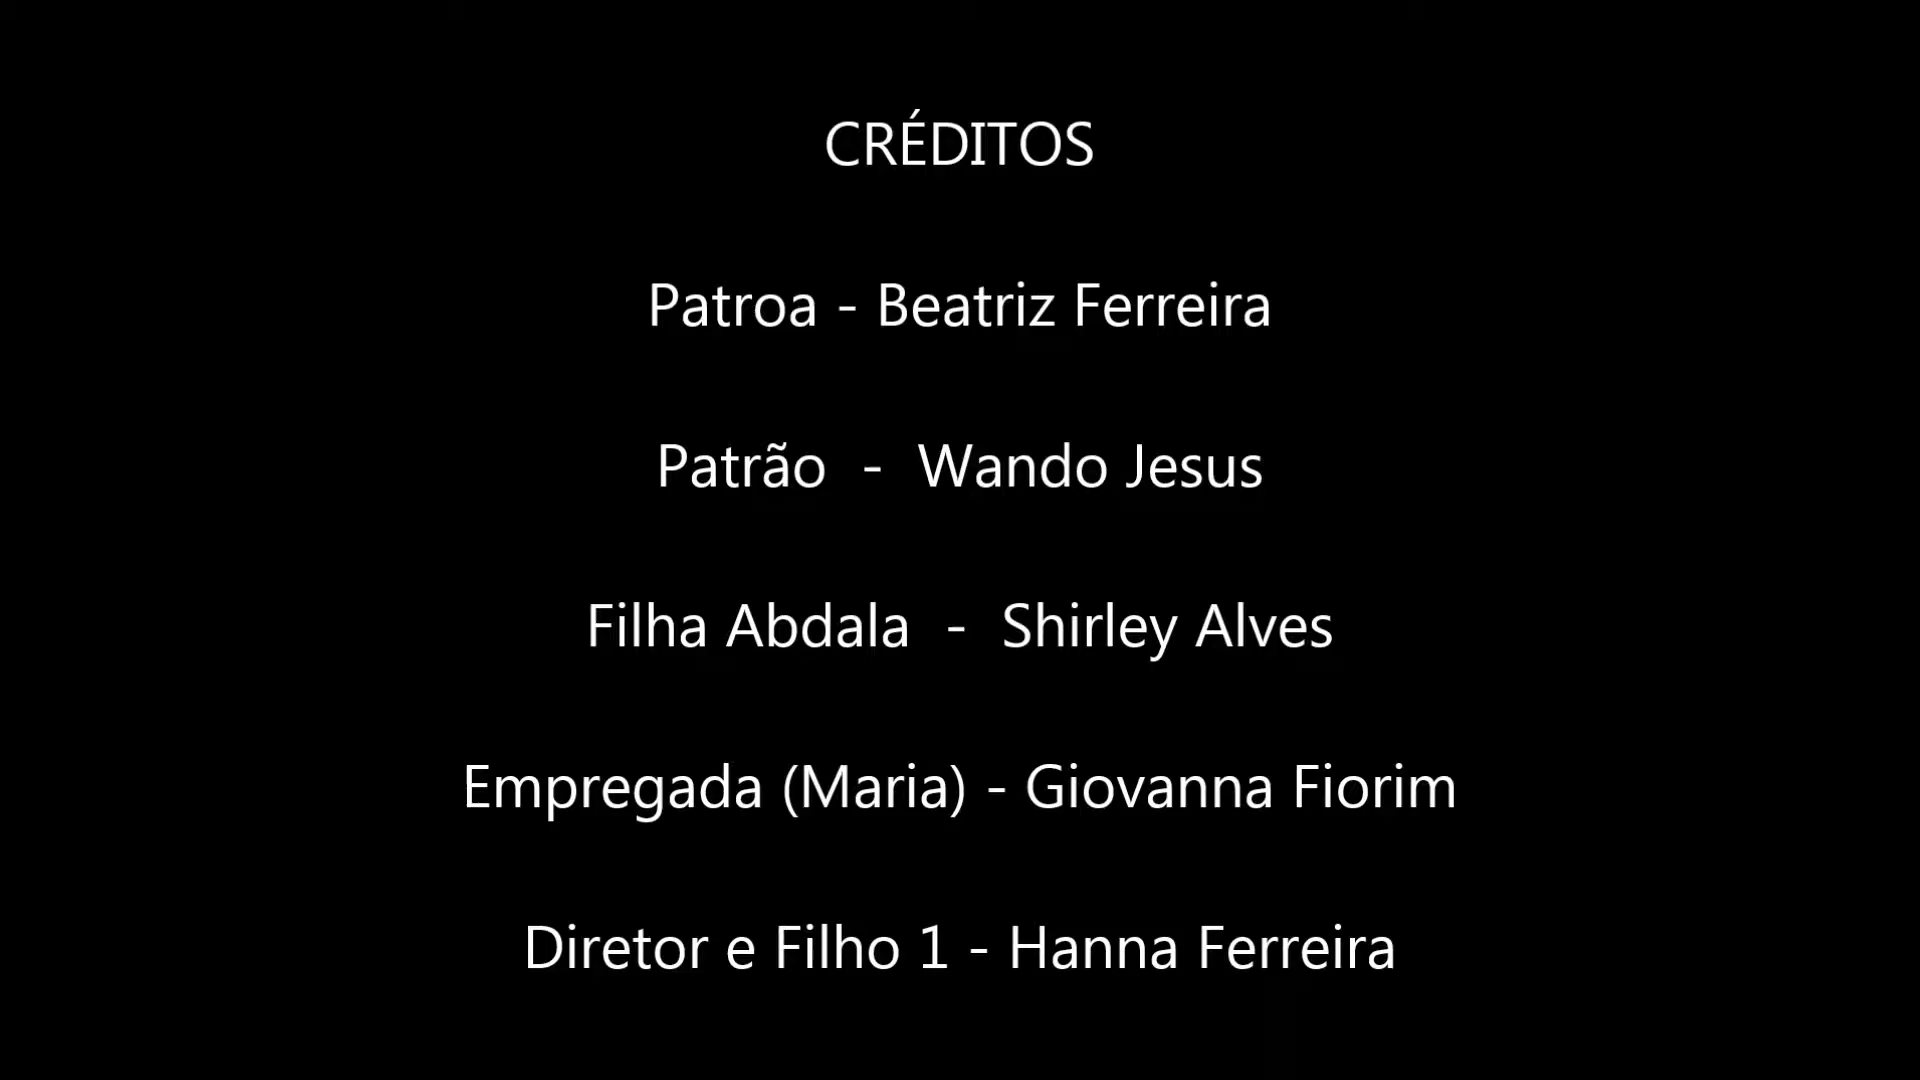 CRÉDITOS
Patroa - Beatriz Ferreira
Patrão - Wando Jesus
Filha Abdala - Shirley Alves
Empregada (Maria) - Giovanna Fiorim
Diretor e Filho 1 - Hanna Ferreira